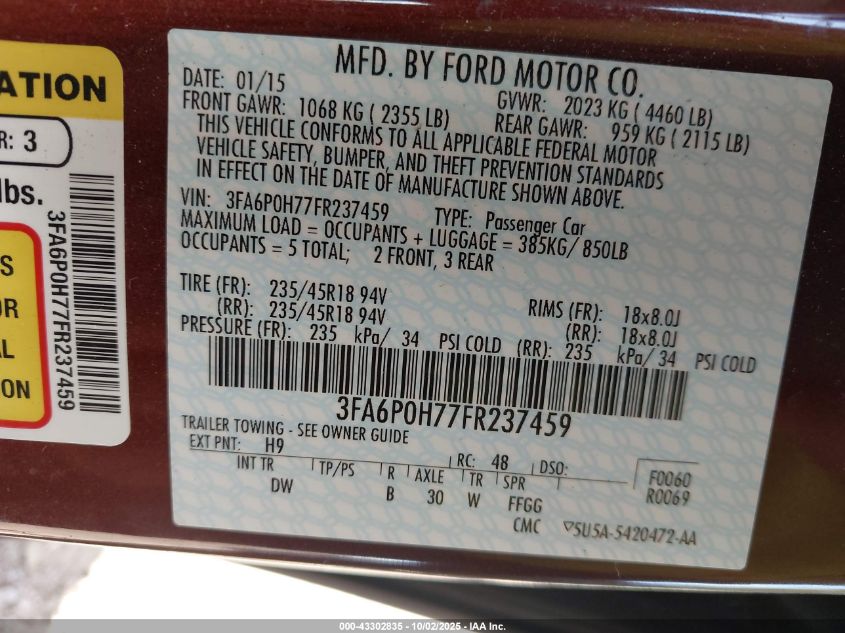 ATION
R: 3
lbs.
S
OR
AL
ION
3FA6P0H77FR237459
MFD. BY FORD MOTOR CO.
DATE: 01/15
GVWR: 2023 KG ( 4460 LB)
FRONT GAWR: 1068 KG ( 2355 LB)
REAR GAWR: 959 KG ( 2115 LB)
THIS VEHICLE CONFORMS TO ALL APPLICABLE FEDERAL MOTOR
VEHICLE SAFETY, BUMPER, AND THEFT PREVENTION STANDARDS
IN EFFECT ON THE DATE OF MANUFACTURE SHOWN ABOVE.
VIN: 3FA6P0H77FR237459 TYPE: Passenger Car
MAXIMUM LOAD = OCCUPANTS + LUGGAGE = 385KG/ 850LB
OCCUPANTS = 5 TOTAL; 2 FRONT, 3 REAR
TIRE (FR): 235/45R18 94V RIMS (FR): 18x8.0J
(RR): 235/45R18 94V (RR): 18x8.0J
PRESSURE (FR): 235 kPa/ 34 PSI COLD (RR): 235 kPa/ 34 PSI COLD
3FA6P0H77FR237459
TRAILER TOWING - SEE OWNER GUIDE
EXT PNT: H9 RC: 48 DSO:
INT TR TP/PS R AXLE TR SPR
DW B 30 W FFGG
CMC
F0060
R0069
▽5U5A-5420472-AA
000-43302835 - 10/02/2025 - IAA Inc.